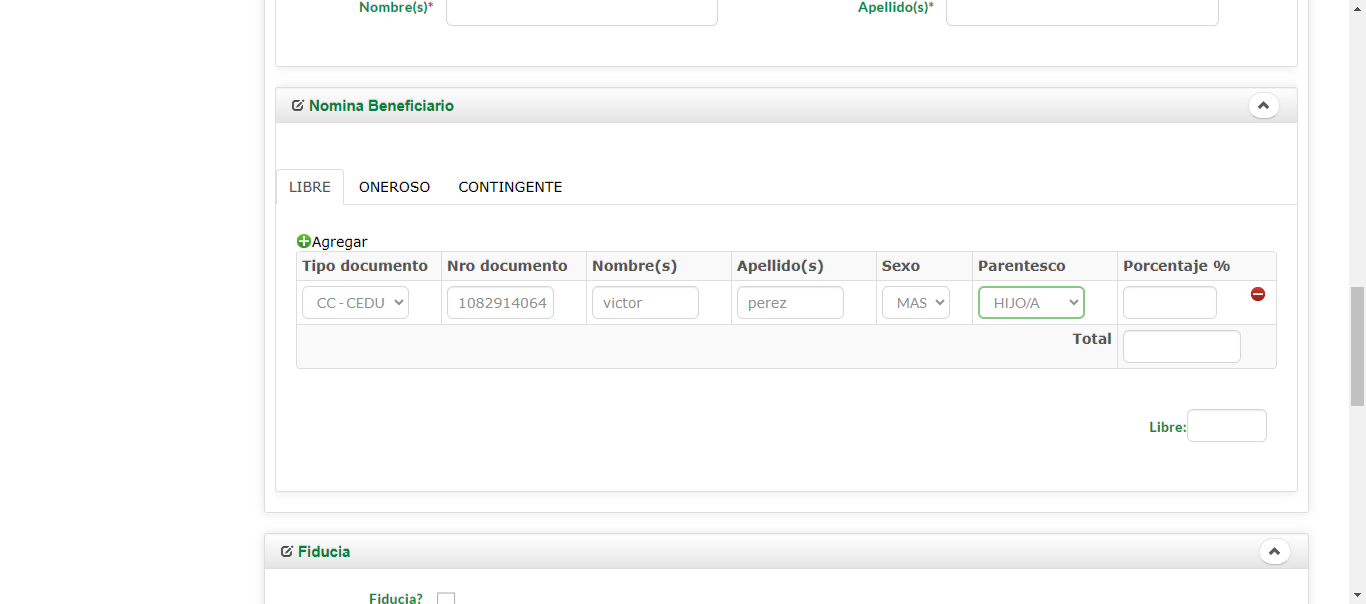 Nombre(s)* Apellido(s)*
Nomina Beneficiario
LIBRE ONEROSO CONTINGENTE
Agregar
Tipo documento Nro documento Nombre(s) Apellido(s) Sexo Parentesco Porcentaje %
CC - CEDU 1082914064 victor perez MAS HIJO/A
Total
Libre:
Fiducia
Fiducia?